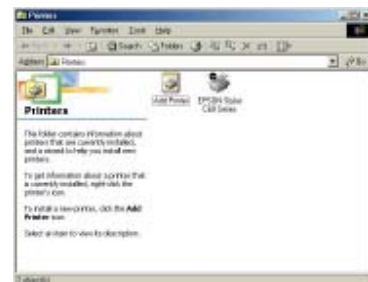 Printers
File Edit View Favorites Tools Help
Search Folders
Address Printers Go
Printers
This folder contains information about
printers that are currently installed,
and a wizard to help you install new
printers.
To get information about a printer that
is currently installed, right-click the
printer's icon.
To install a new printer, click the Add
Printer icon.
Select an item to view its description.
Add Printer
EPSON Stylus
C60 Series
2 object(s)